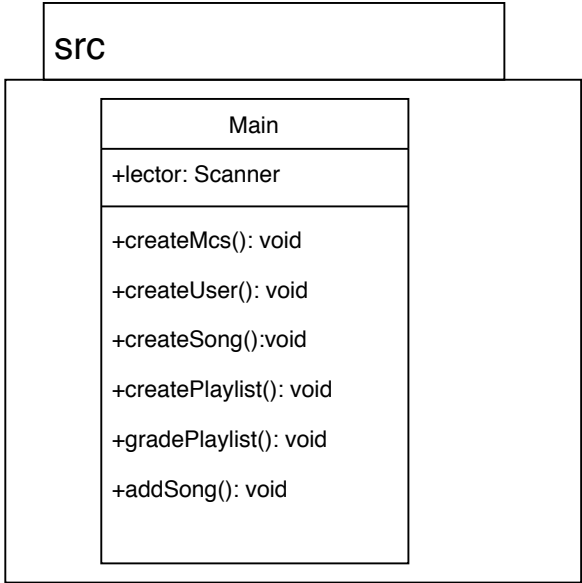 src
Main
+lector: Scanner
+createMcs(): void
+createUser(): void
+createSong():void
+createPlaylist(): void
+gradePlaylist(): void
+addSong(): void